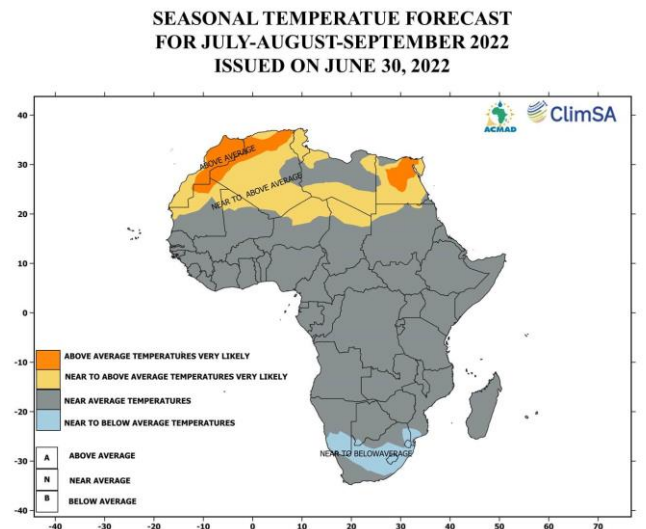 SEASONAL TEMPERATUE FORECAST
FOR JULY-AUGUST-SEPTEMBER 2022
ISSUED ON JUNE 30, 2022
ACMAD
ClimSA
40
30
20
10
0
-10
-20
-30
-40
ABOVE AVERAGE
NEAR TO ABOVE AVERAGE
NEAR TO BELOWAVERAGE
ABOVE AVERAGE TEMPERATURES VERY LIKELY
NEAR TO ABOVE AVERAGE TEMPERATURES VERY LIKELY
NEAR AVERAGE TEMPERATURES
NEAR TO BELOW AVERAGE TEMPERATURES
A ABOVE AVERAGE
N NEAR AVERAGE
B BELOW AVERAGE
-40 -30 -20 -10 0 10 20 30 40 50 60 70